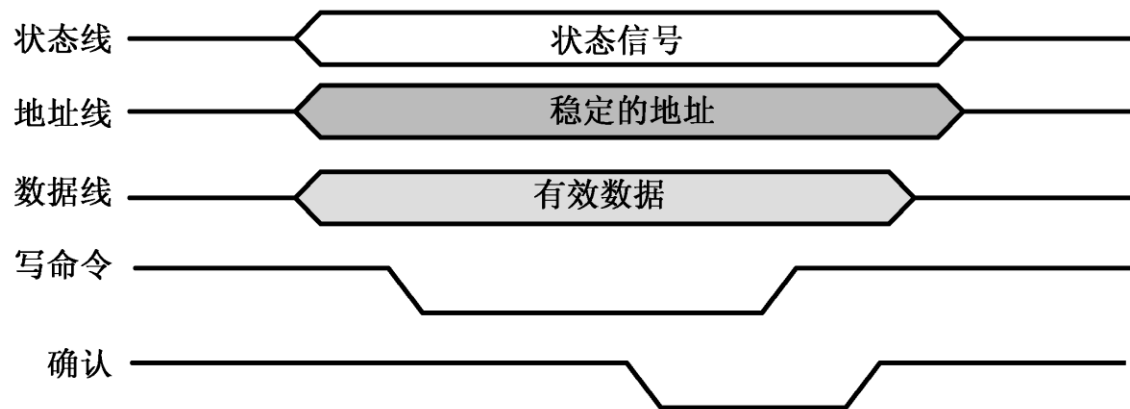 状态线 状态信号
地址线 稳定的地址
数据线 有效数据
写命令
确认